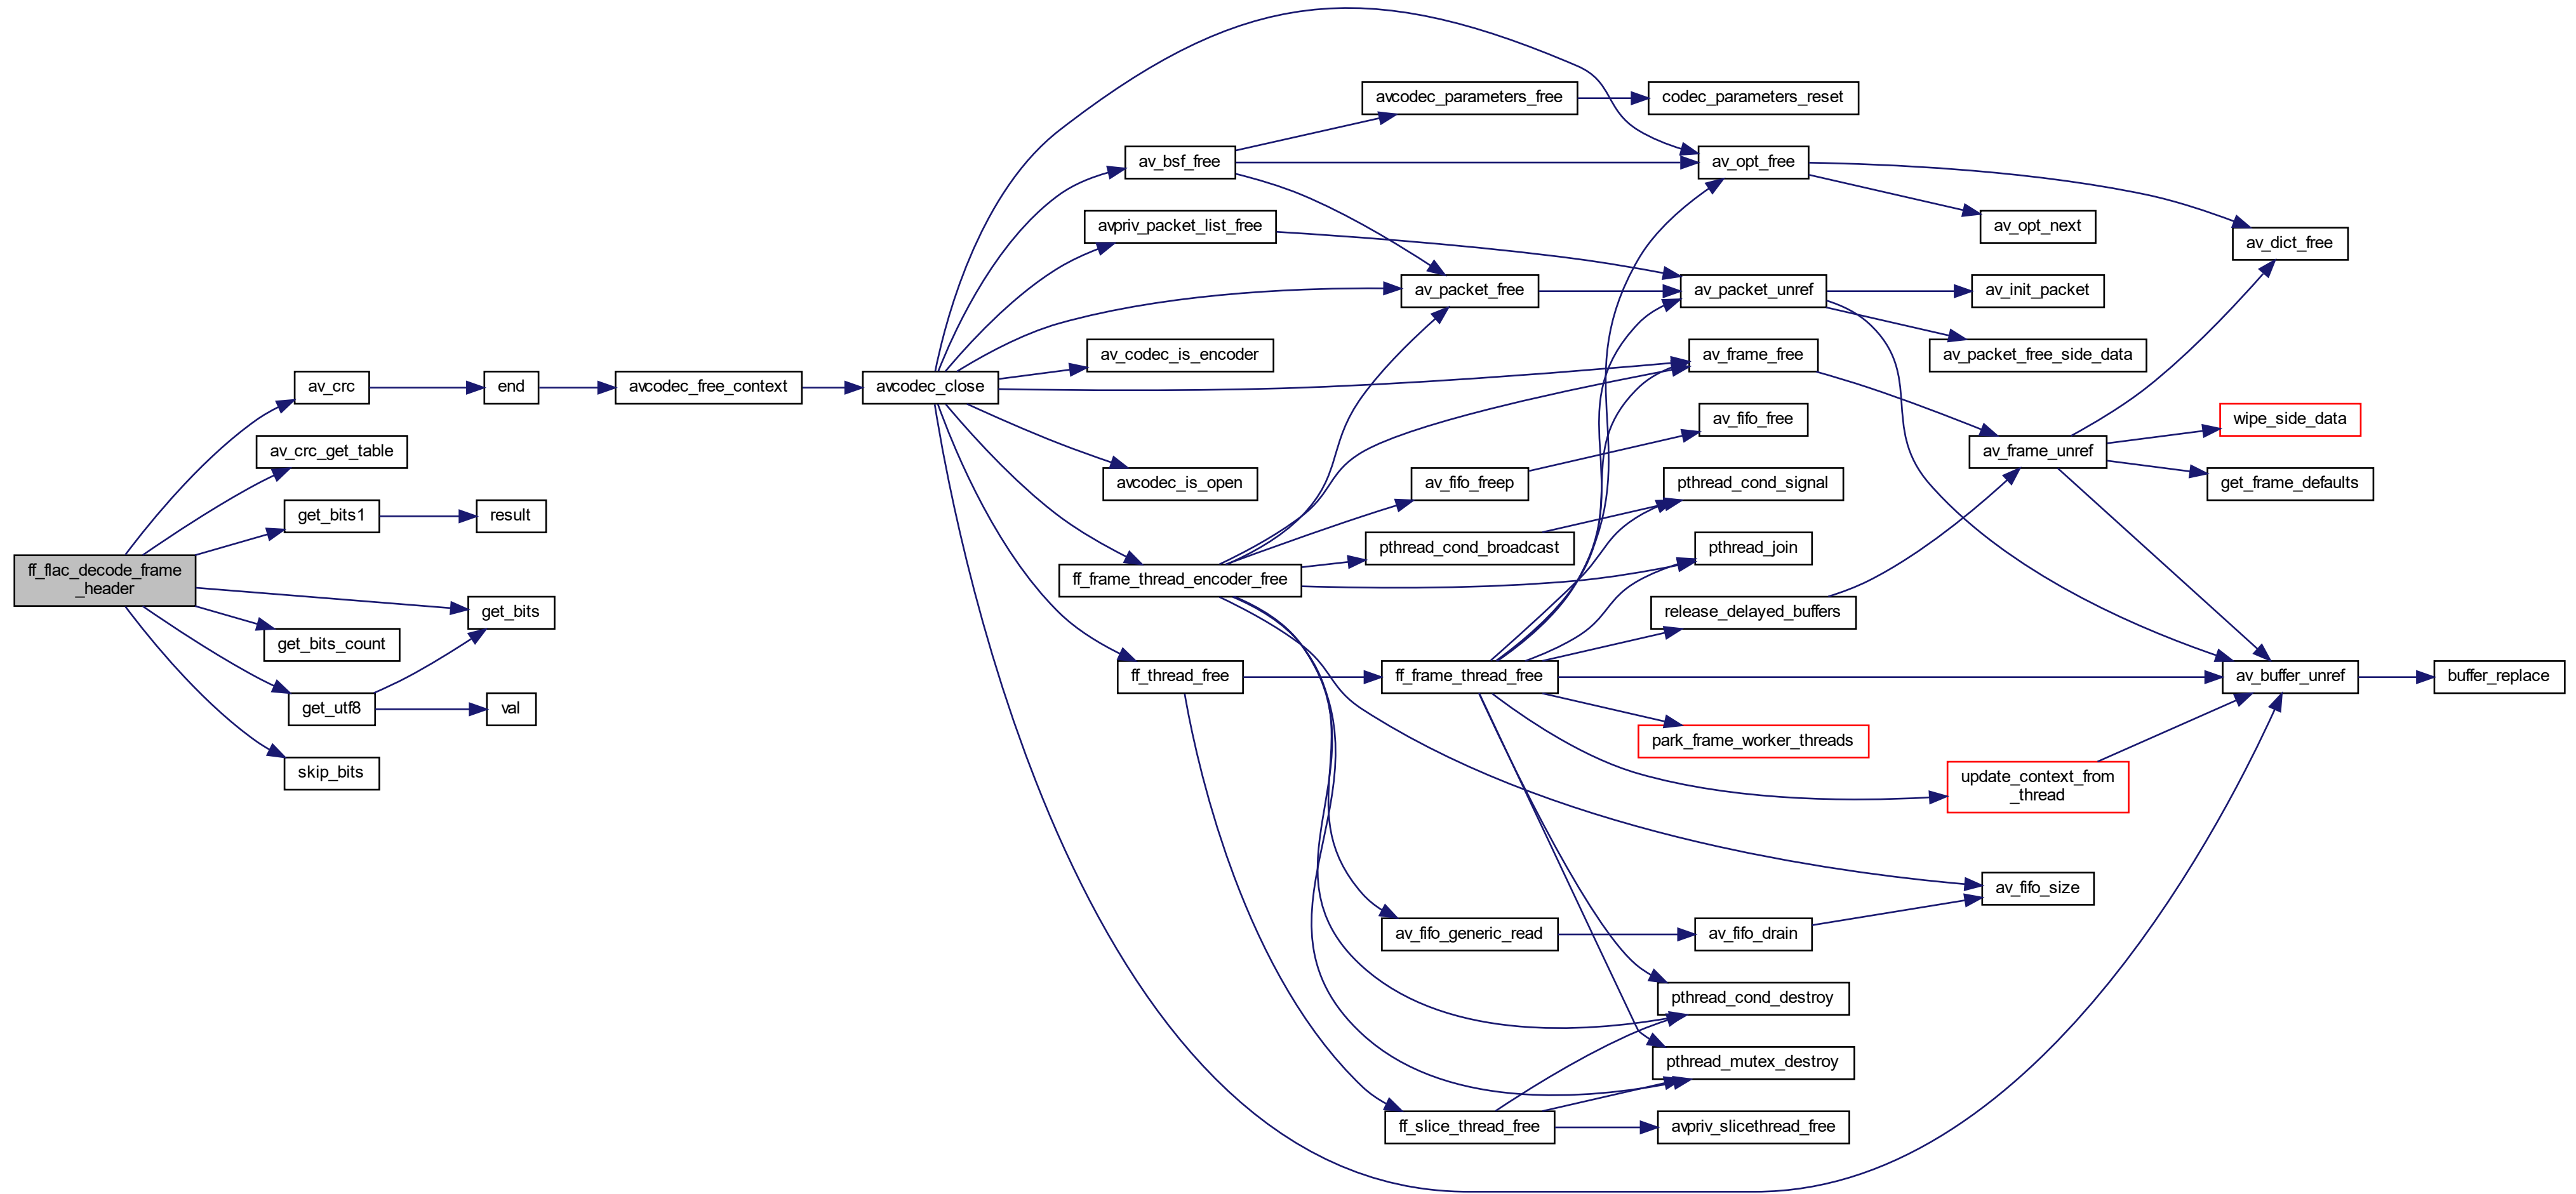 ff_flac_decode_frame
_header
av_crc
av_crc_get_table
get_bits1
get_bits
get_bits_count
get_utf8
skip_bits
end
result
val
avcodec_free_context
avcodec_close
av_bsf_free
avpriv_packet_list_free
av_codec_is_encoder
avcodec_is_open
ff_frame_thread_encoder_free
ff_thread_free
avcodec_parameters_free
av_packet_free
av_fifo_freep
pthread_cond_broadcast
ff_frame_thread_free
av_fifo_generic_read
ff_slice_thread_free
codec_parameters_reset
av_opt_free
av_packet_unref
av_frame_free
av_fifo_free
pthread_cond_signal
pthread_join
release_delayed_buffers
park_frame_worker_threads
av_fifo_drain
pthread_cond_destroy
pthread_mutex_destroy
avpriv_slicethread_free
av_opt_next
av_init_packet
av_packet_free_side_data
av_frame_unref
update_context_from
_thread
av_fifo_size
av_dict_free
wipe_side_data
get_frame_defaults
av_buffer_unref
buffer_replace